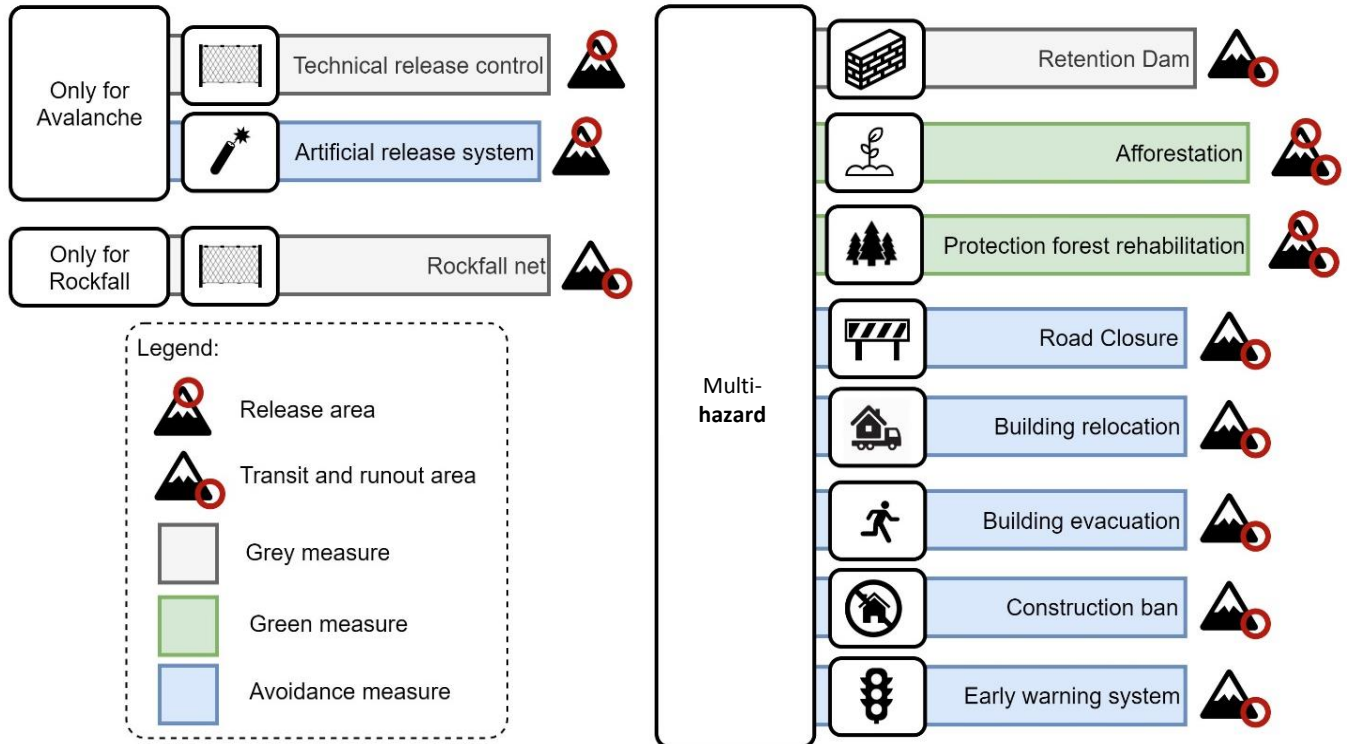 Only for
Avalanche
Technical release control
Artificial release system
Only for
Rockfall
Rockfall net
Legend:
Release area
Transit and runout area
Grey measure
Green measure
Avoidance measure
Multi-
hazard
Retention Dam
Afforestation
Protection forest rehabilitation
Road Closure
Building relocation
Building evacuation
Construction ban
Early warning system